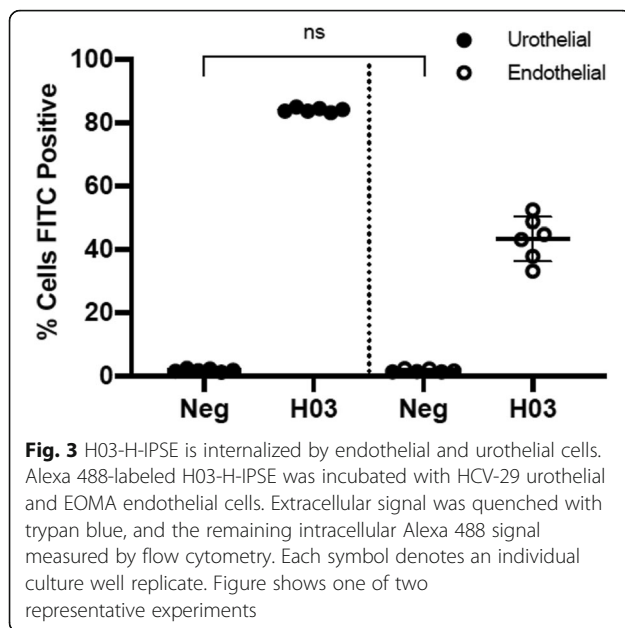 ns
Urothelial
Endothelial
% Cells FITC Positive
100
80
60
40
20
0
Neg H03 Neg H03
Fig. 3 H03-H-IPSE is internalized by endothelial and urothelial cells.
Alexa 488-labeled H03-H-IPSE was incubated with HCV-29 urothelial
and EOMA endothelial cells. Extracellular signal was quenched with
trypan blue, and the remaining intracellular Alexa 488 signal
measured by flow cytometry. Each symbol denotes an individual
culture well replicate. Figure shows one of two
representative experiments